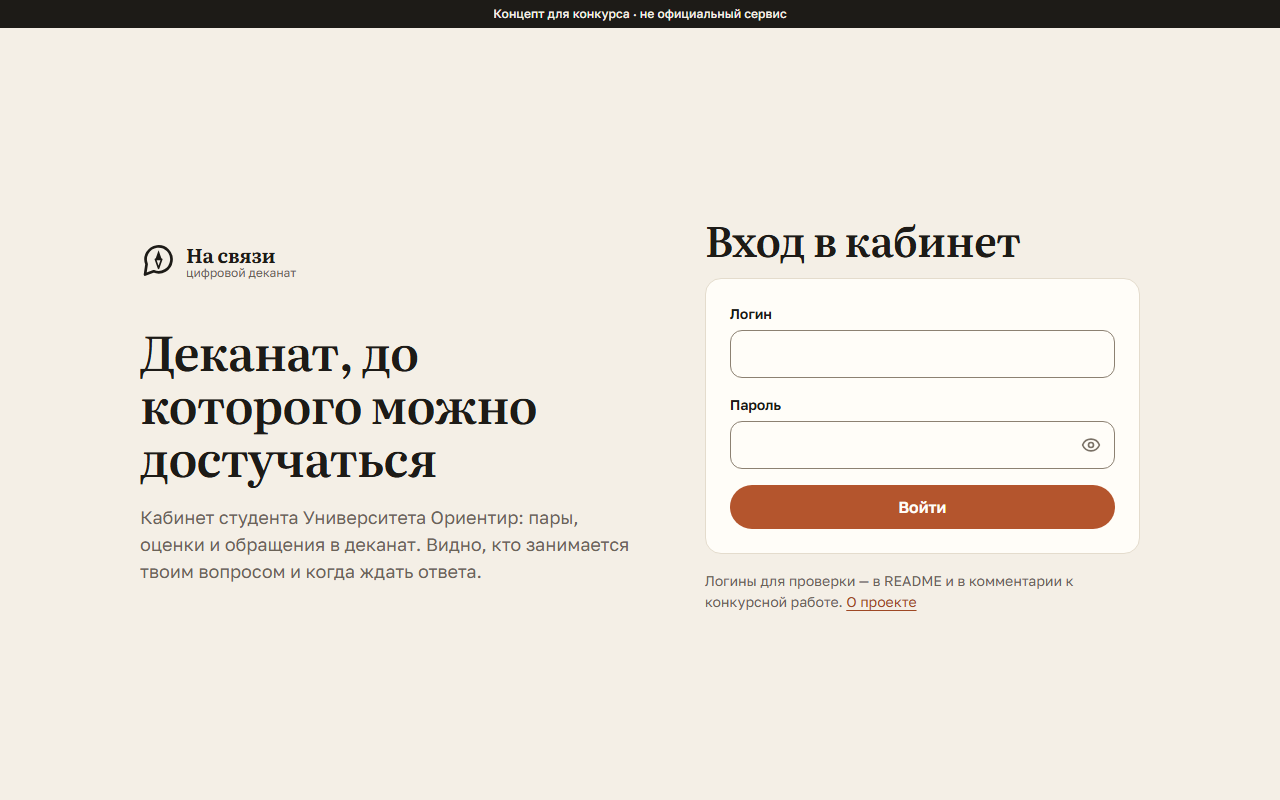 Концепт для конкурса · не официальный сервис
На связи
цифровой деканат
Деканат, до
которого можно
достучаться
Кабинет студента Университета Ориентир: пары,
оценки и обращения в деканат. Видно, кто занимается
твоим вопросом и когда ждать ответа.
Вход в кабинет
Логин
Пароль
Войти
Логины для проверки — в README и в комментарии к
конкурсной работе. О проекте